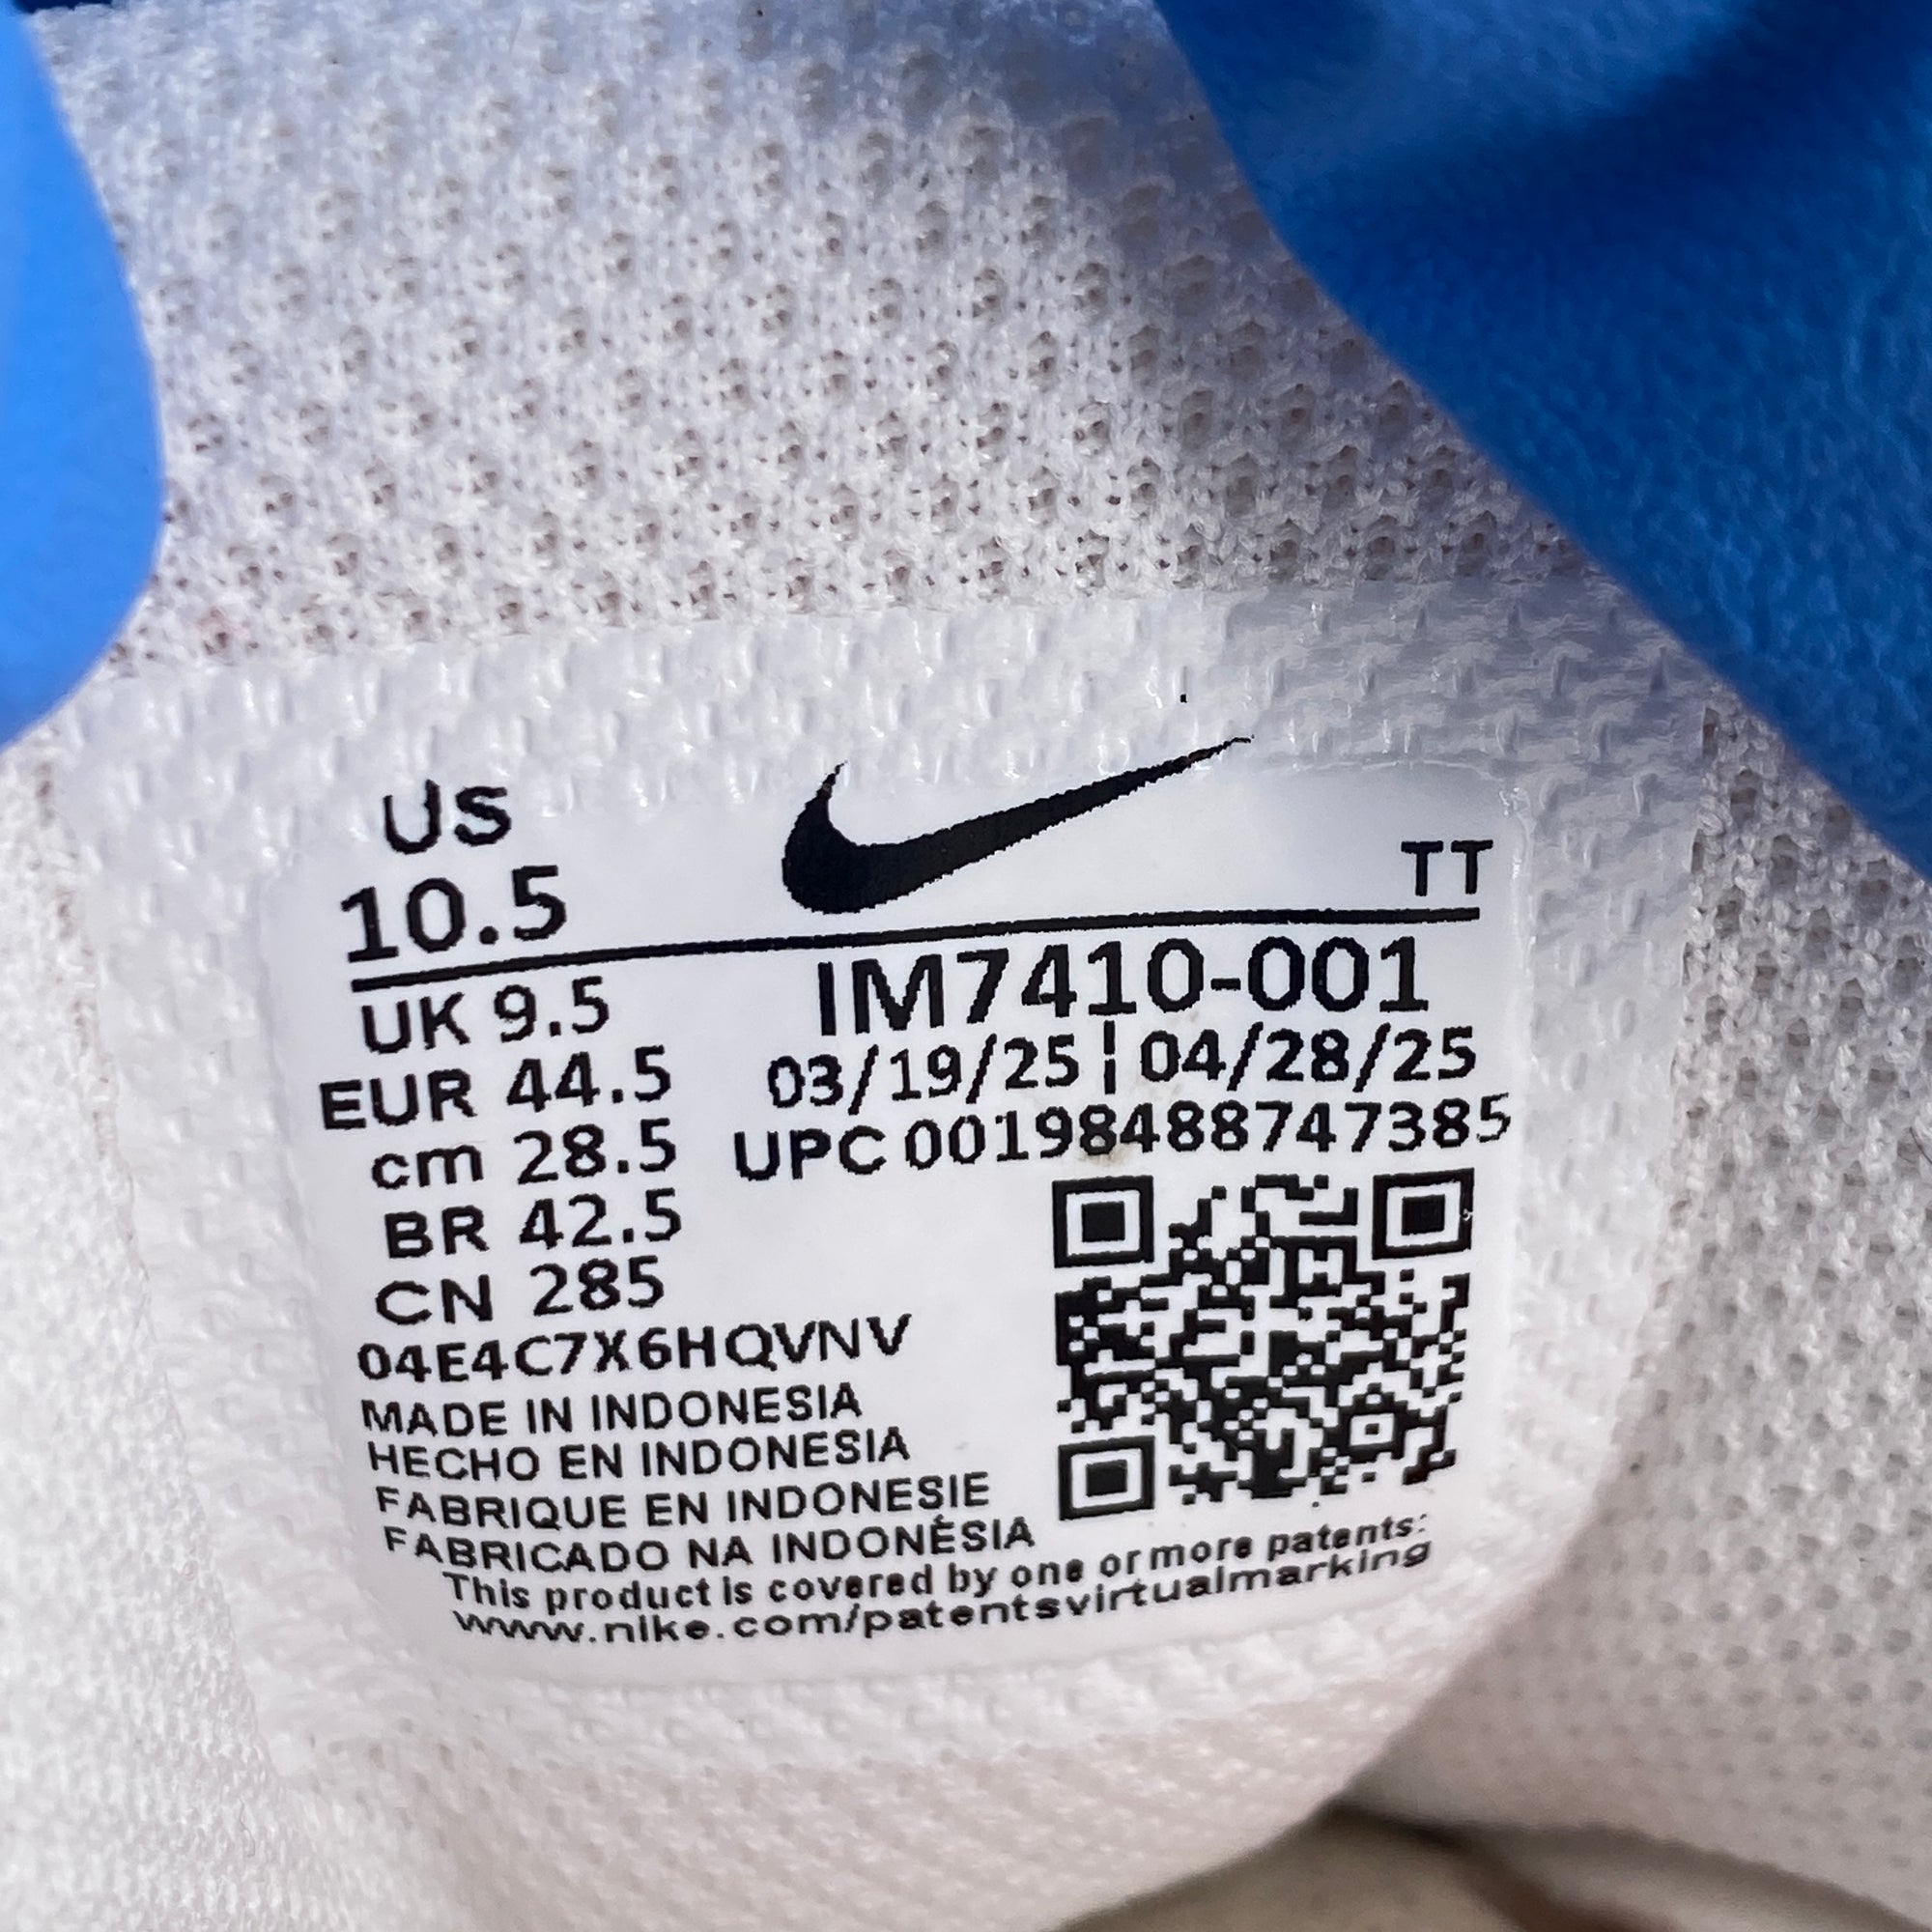 US
10.5
TT
UK 9.5
EUR 44.5
cm 28.5
BR 42.5
CN 285
IM7410-001
03/19/25 ¦ 04/28/25
UPC 00198488747385
04E4C7X6HQVNV
MADE IN INDONESIA
HECHO EN INDONESIA
FABRIQUE EN INDONESIE
FABRICADO NA INDONÉSIA
This product is covered by one or more patents:
www.nike.com/patentsvirtualmarking